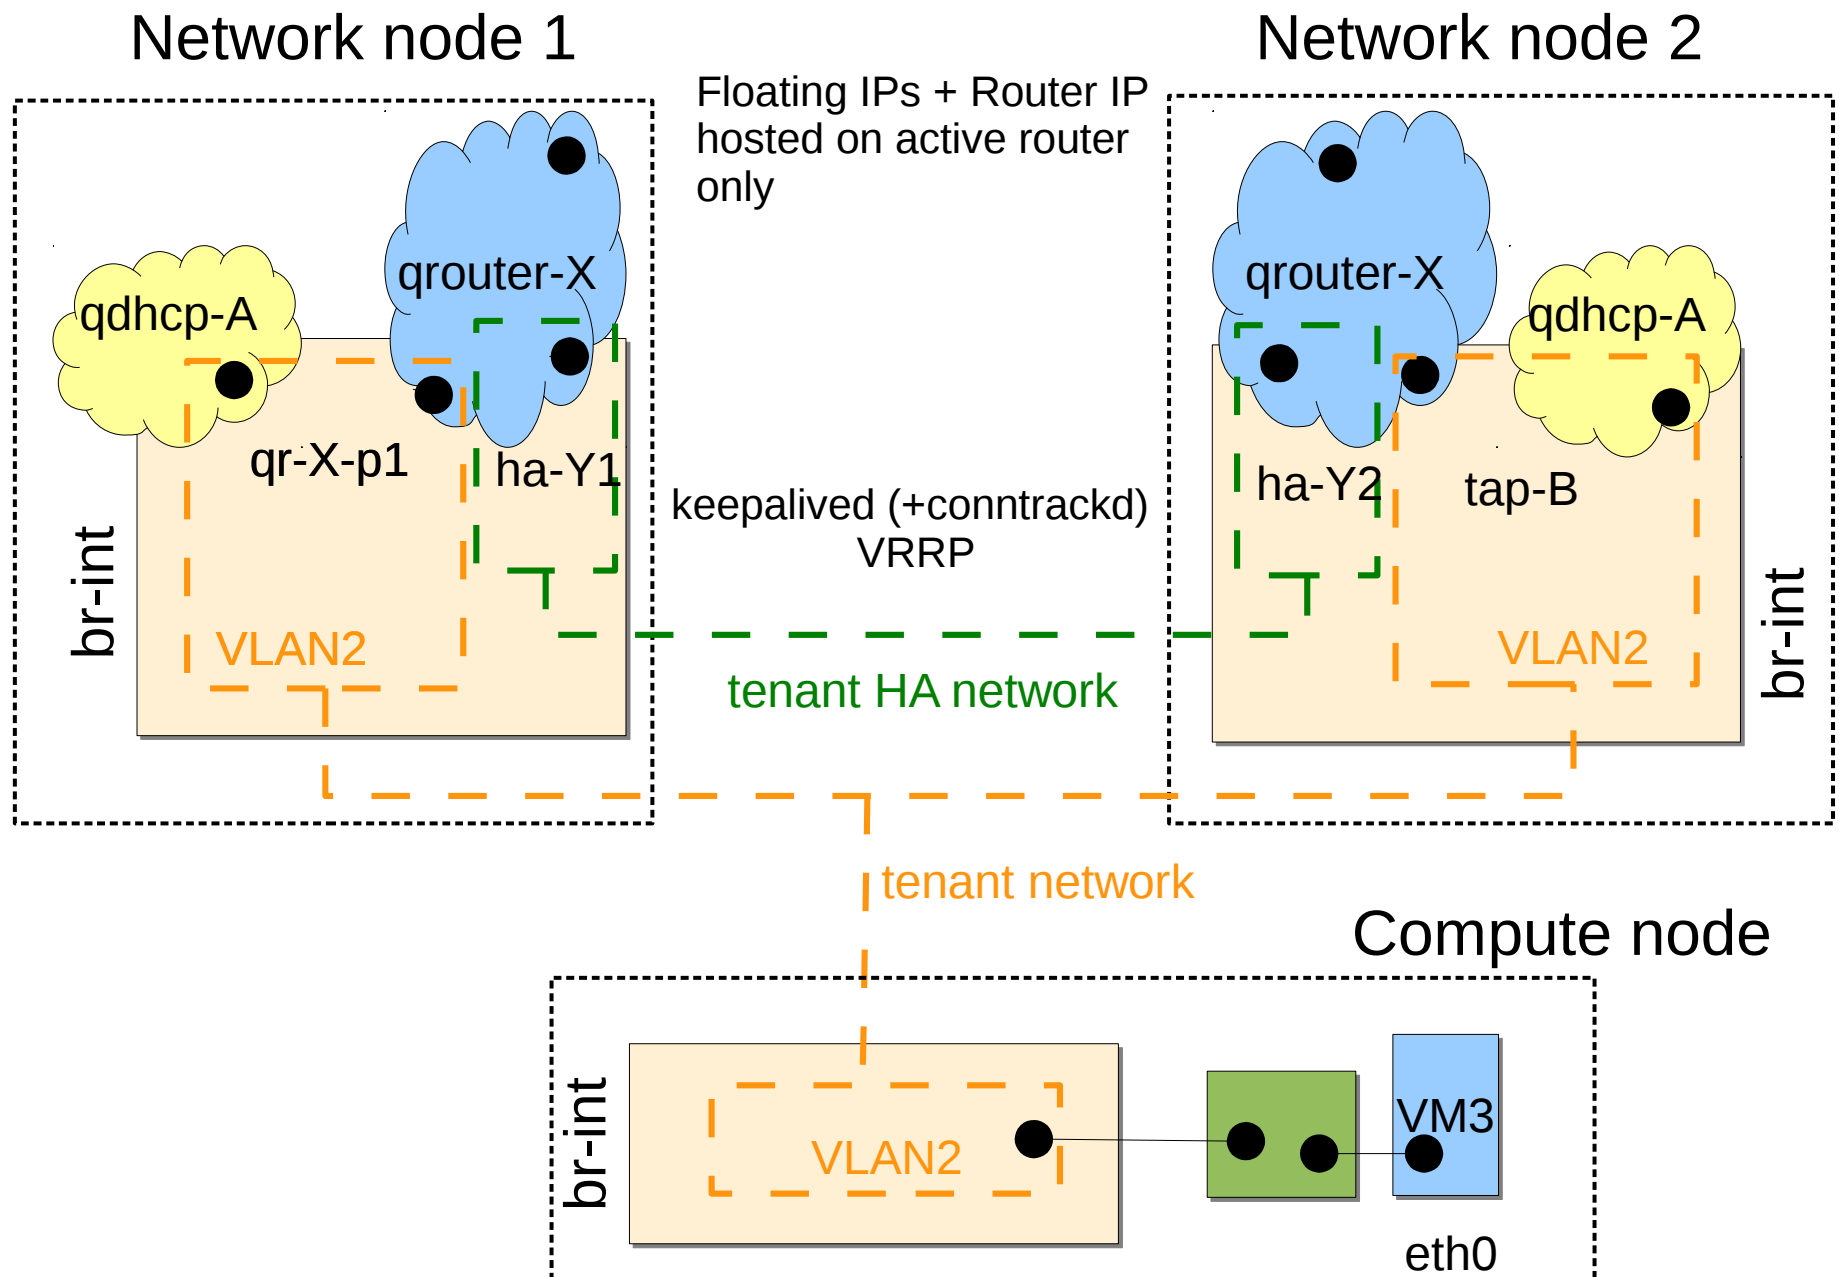 Network node 1
Network node 2
Floating IPs + Router IP
hosted on active router
only
qrouter-X
qdhcp-A
qr-X-p1
ha-Y1
br-int
VLAN2
qrouter-X
qdhcp-A
ha-Y2
tap-B
br-int
VLAN2
keepalived (+conntrackd)
VRRP
tenant HA network
tenant network
Compute node
br-int
VLAN2
VM3
eth0